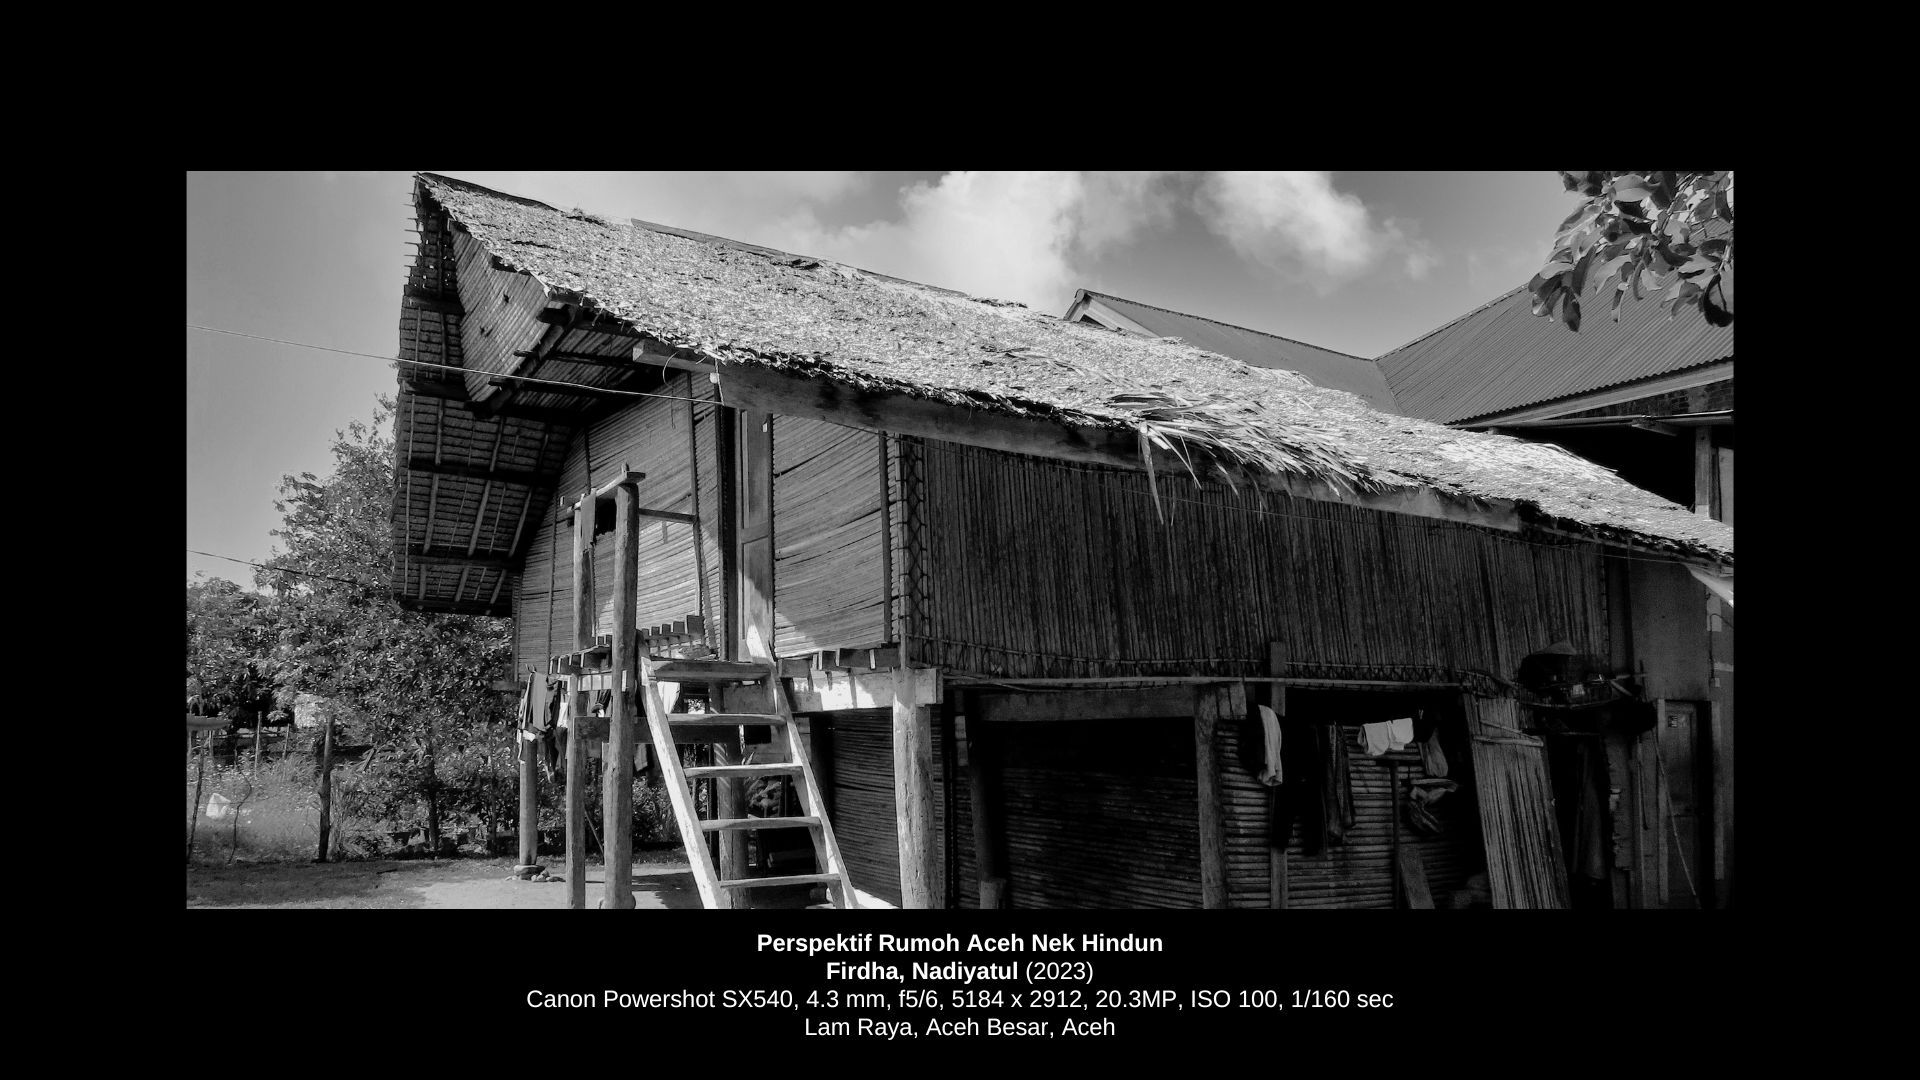 Perspektif Rumoh Aceh Nek Hindun
Firdha, Nadiyatul (2023)
Canon Powershot SX540, 4.3 mm, f5/6, 5184 x 2912, 20.3MP, ISO 100, 1/160 sec
Lam Raya, Aceh Besar, Aceh